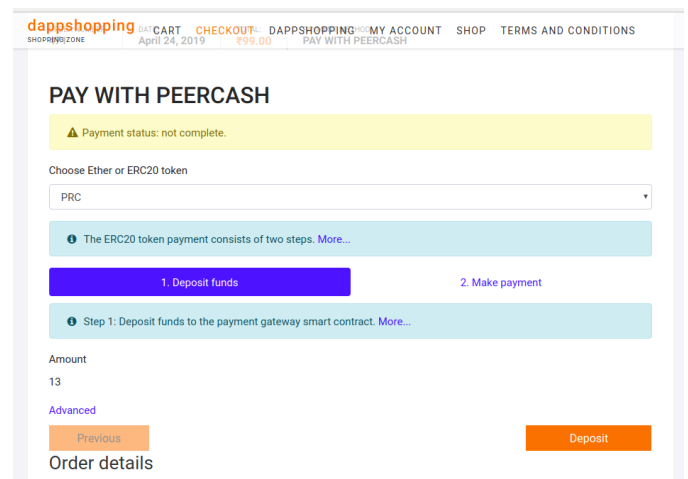 dappshopping
SHOPPING ZONE
CART CHECKOUT DAPPSHOPPING MY ACCOUNT SHOP TERMS AND CONDITIONS
April 24, 2019 ₹99.00 PAY WITH PEERCASH
PAY WITH PEERCASH
Payment status: not complete.
Choose Ether or ERC20 token
PRC
The ERC20 token payment consists of two steps. More...
1. Deposit funds 2. Make payment
Step 1: Deposit funds to the payment gateway smart contract. More...
Amount
13
Advanced
Previous Deposit
Order details